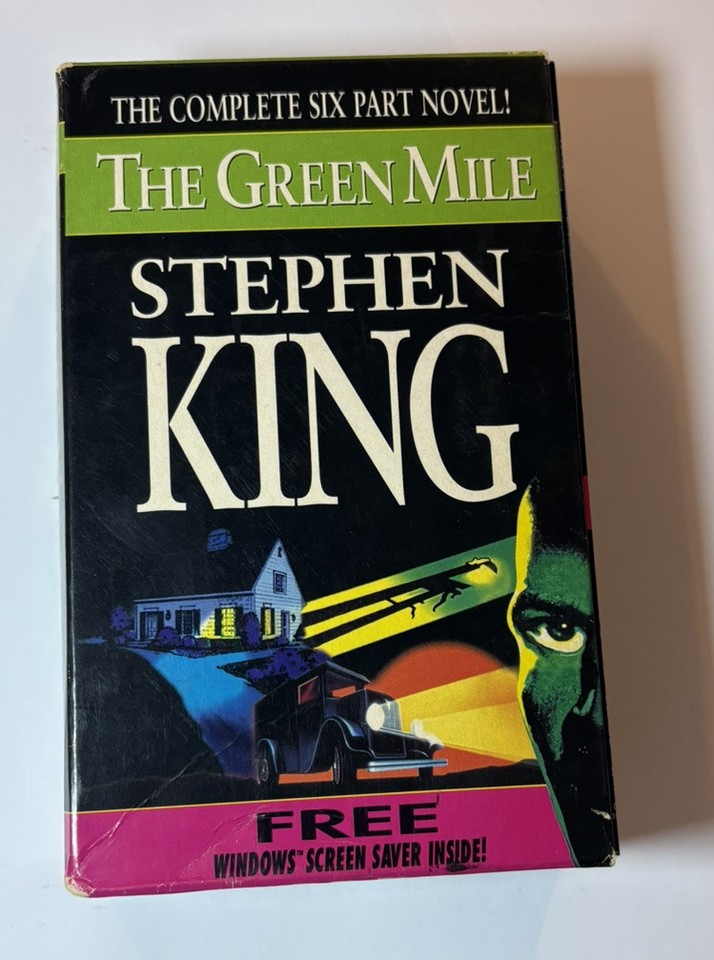 THE COMPLETE SIX PART NOVEL!
THE GREEN MILE
STEPHEN
KING
FREE
WINDOWS™ SCREEN SAVER INSIDE!